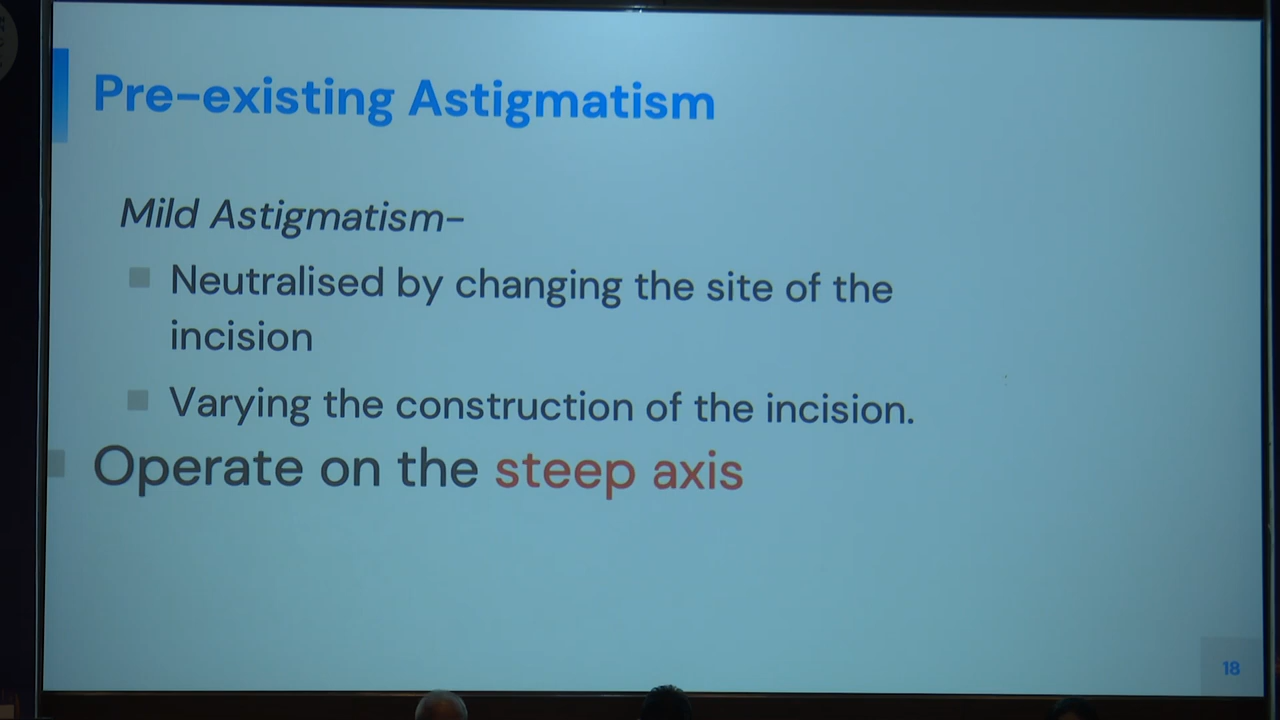 Pre-existing Astigmatism
Mild Astigmatism-
Neutralised by changing the site of the
incision
Varying the construction of the incision.
Operate on the steep axis
18